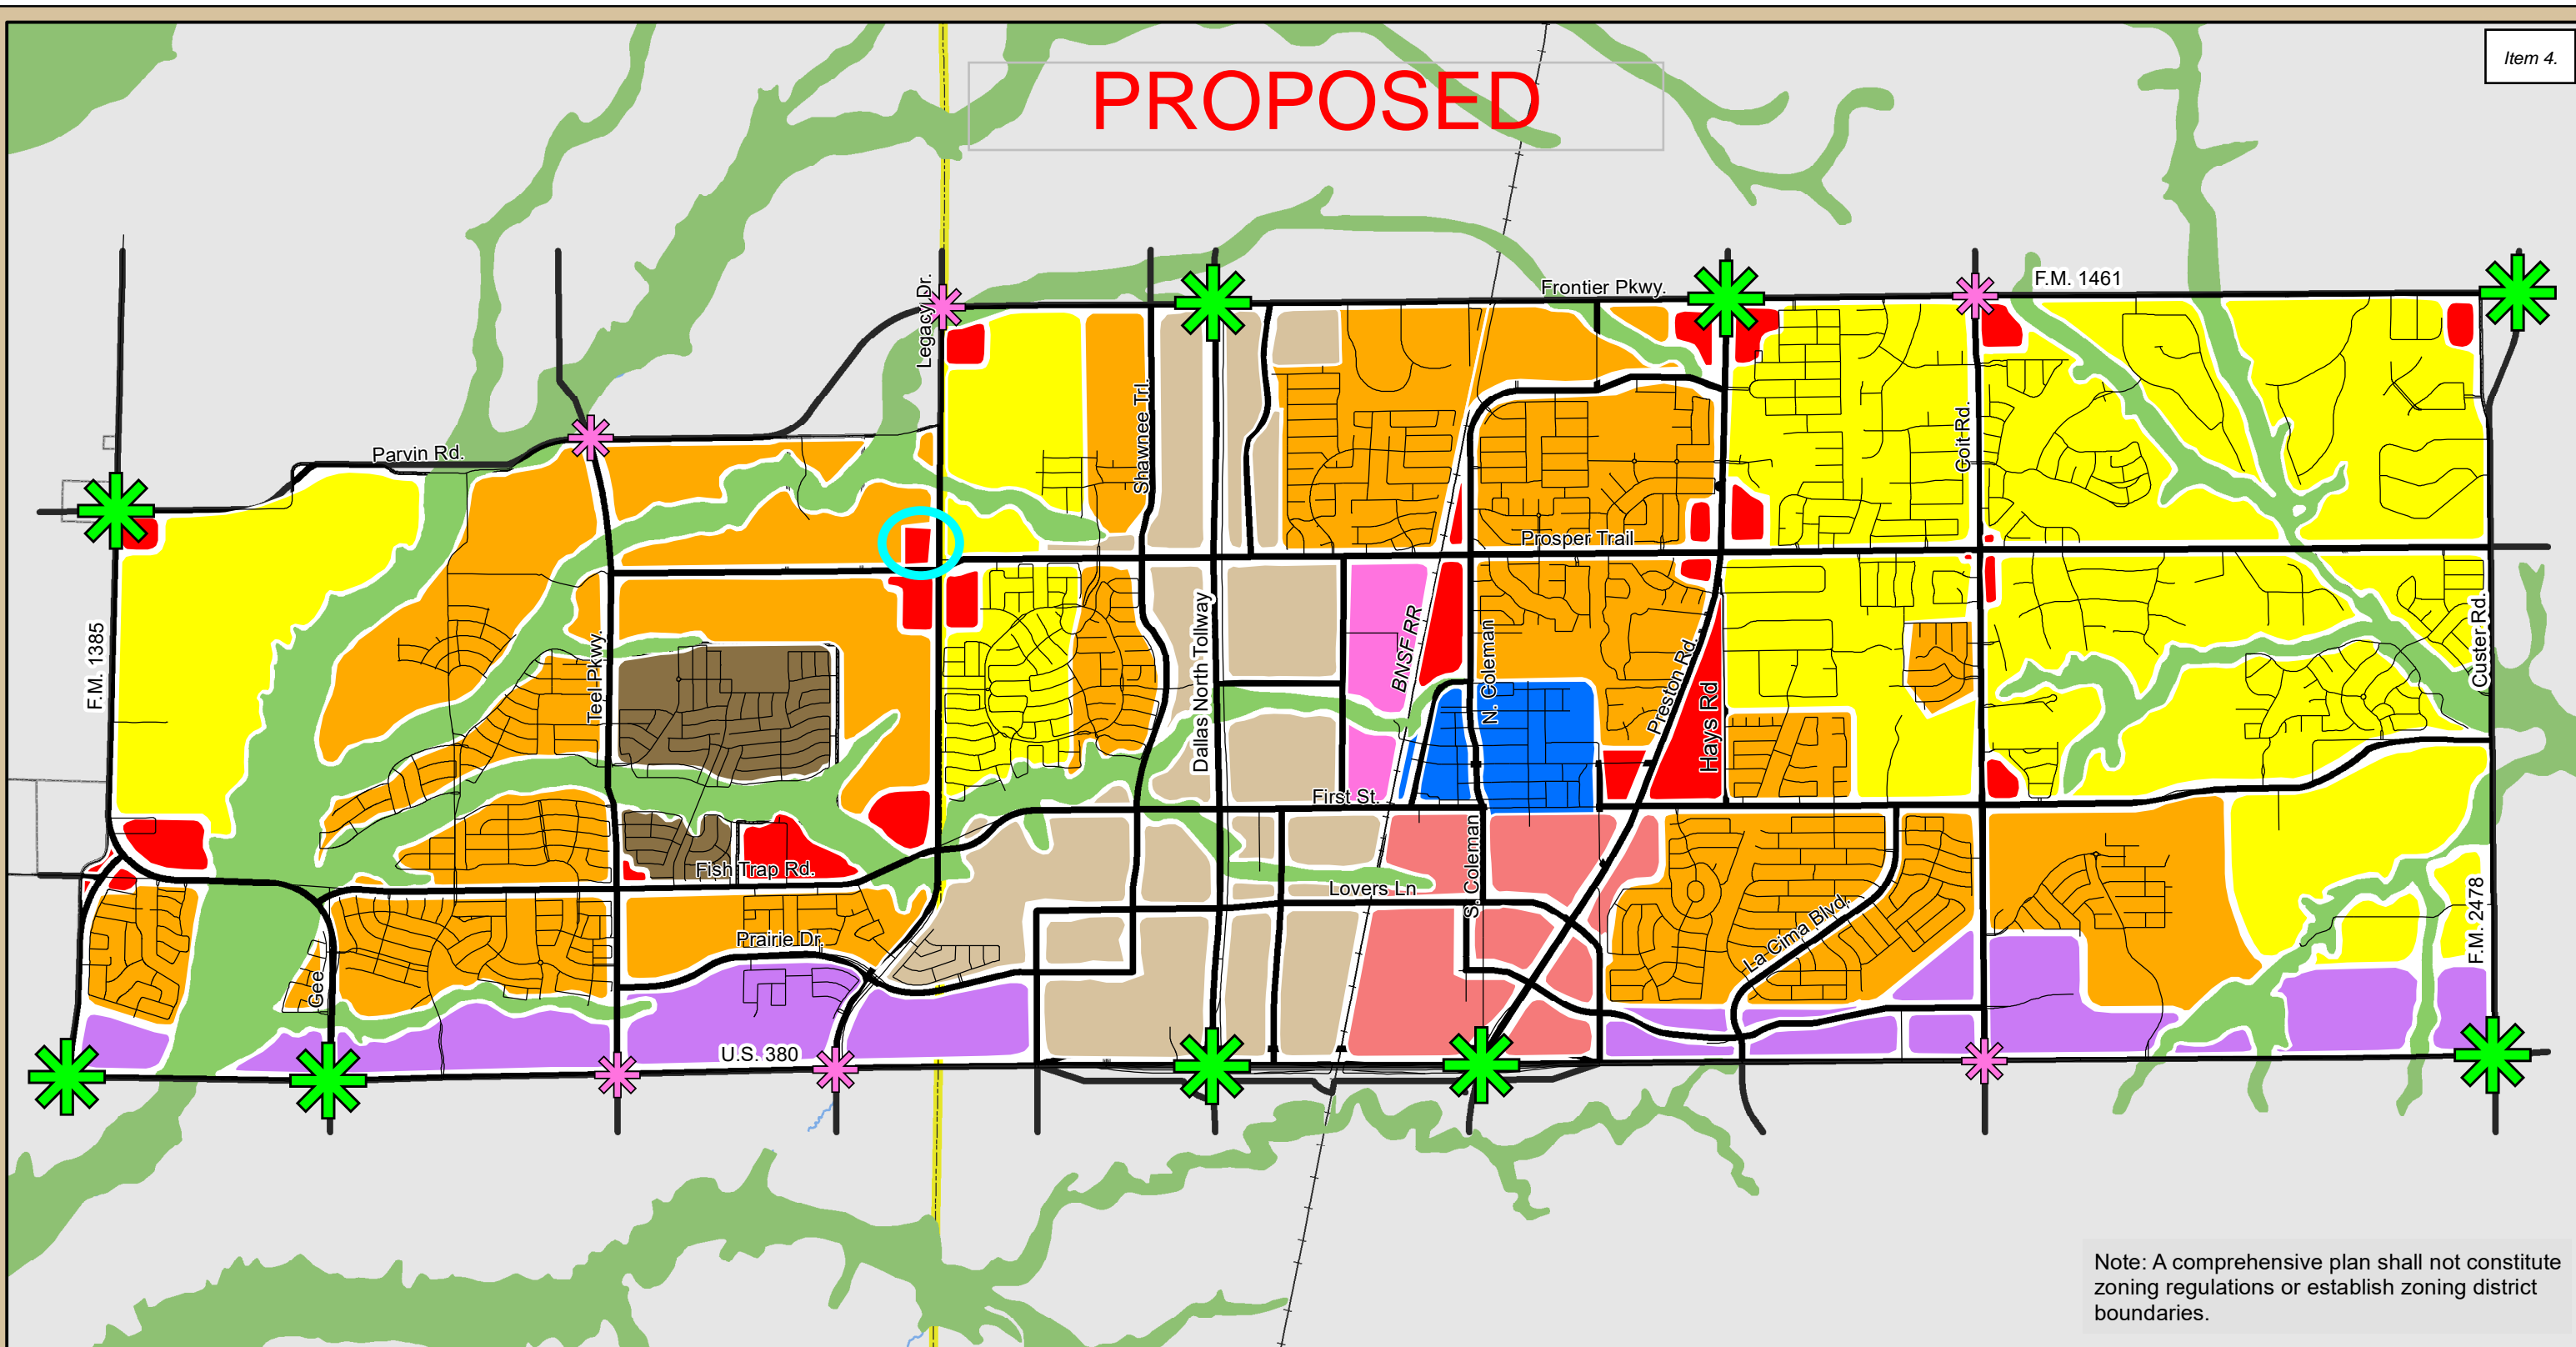 Item 4.
PROPOSED
Legacy Dr.
Frontier Pkwy.
F.M. 1461
Shawnee Trl.
Coit Rd.
Parvin Rd.
Prosper Trail
F.M. 1385
Teel Pkwy.
Dallas North Tollway
BNSF RR
N. Coleman
Preston Rd.
Hays Rd
Custer Rd.
First St.
Fish Trap Rd.
Lovers Ln
S. Coleman
La Cima Blvd.
F.M. 2478
Prairie Dr.
Gee
U.S. 380
Note: A comprehensive plan shall not constitute
zoning regulations or establish zoning district
boundaries.